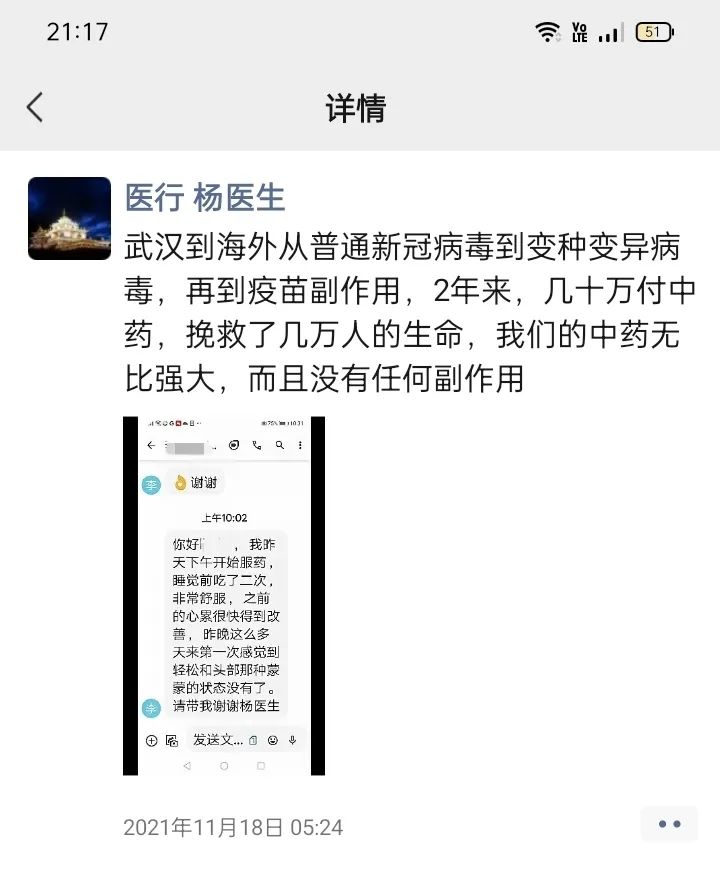 21:17
Vo
LTE
51
详情
医行 杨医生
武汉到海外从普通新冠病毒到变种变异病
毒，再到疫苗副作用，2年来，几十万付中
药，挽救了几万人的生命，我们的中药无
比强大，而且没有任何副作用
75%
10:31
李
👌谢谢
上午10:02
你好 ，我昨
天下午开始服药，
睡觉前吃了二次，
非常舒服，之前
的心累很快得到改
善，昨晚这么多
天来第一次感觉到
轻松和头部那种蒙
蒙的状态没有了。
请带我谢谢杨医生
李
发送文...
2021年11月18日 05:24